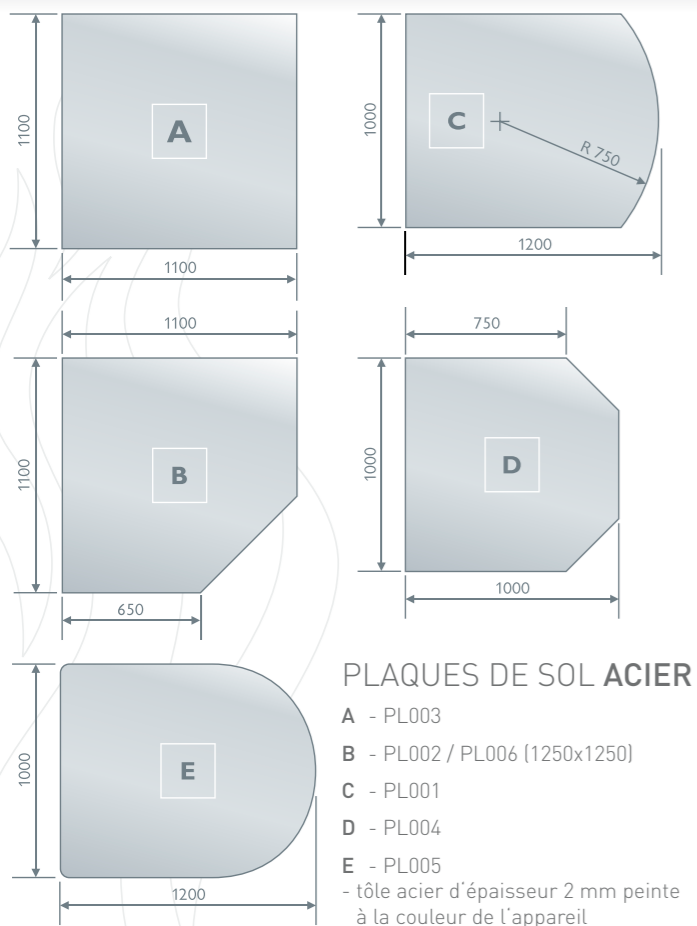 1100
A
1100
1000
C
R 750
1200
1100
1100
B
650
750
1000
D
1000
1000
E
1200
PLAQUES DE SOL ACIER
A - PL003
B - PL002 / PL006 (1250x1250)
C - PL001
D - PL004
E - PL005
- tôle acier d'épaisseur 2 mm peinte
à la couleur de l'appareil